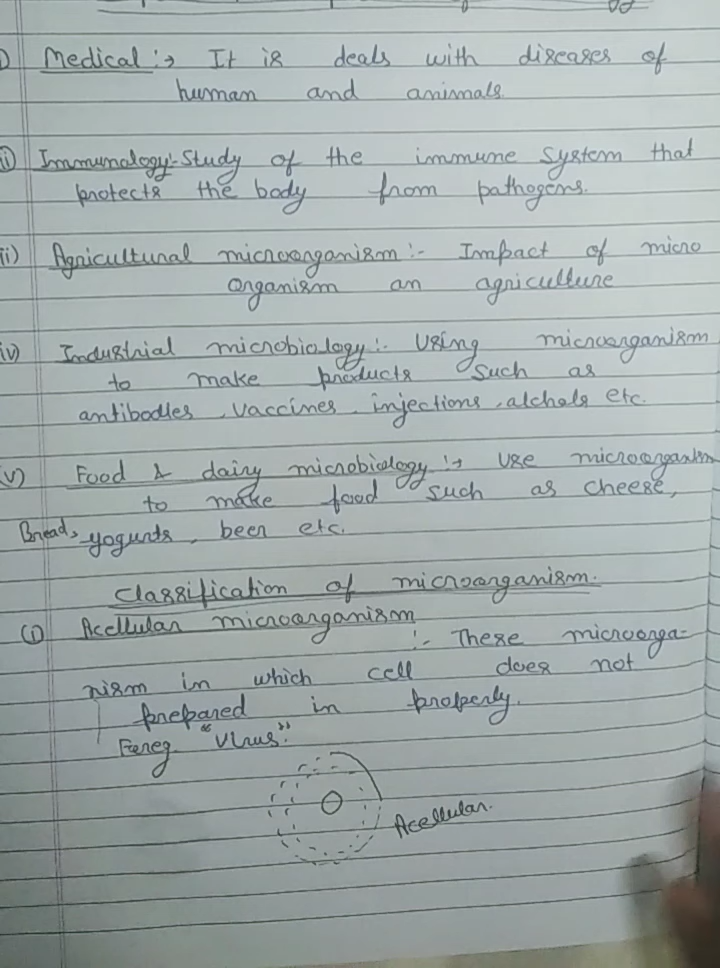 i) Medical :→ It is deals with diseases of
human and animals.
ii) Immunology:- Study of the immune system that
protects the body from pathogens.
iii) Agricultural microorganism :- Impact of micro
organism an agriculture
iv) Industrial microbiology :- Using microorganism
to make products such as
antibodies, vaccines, injections, alchols etc.
v) Food & dairy microbiology :→ Use microorganism
to make food such as cheese,
Bread, yogurts, beer etc.
Classification of microorganism.
(i) Acellular microorganism
:- These microorga-
nism in which cell does not
prepared in properly.
"Virus".
Acellular.